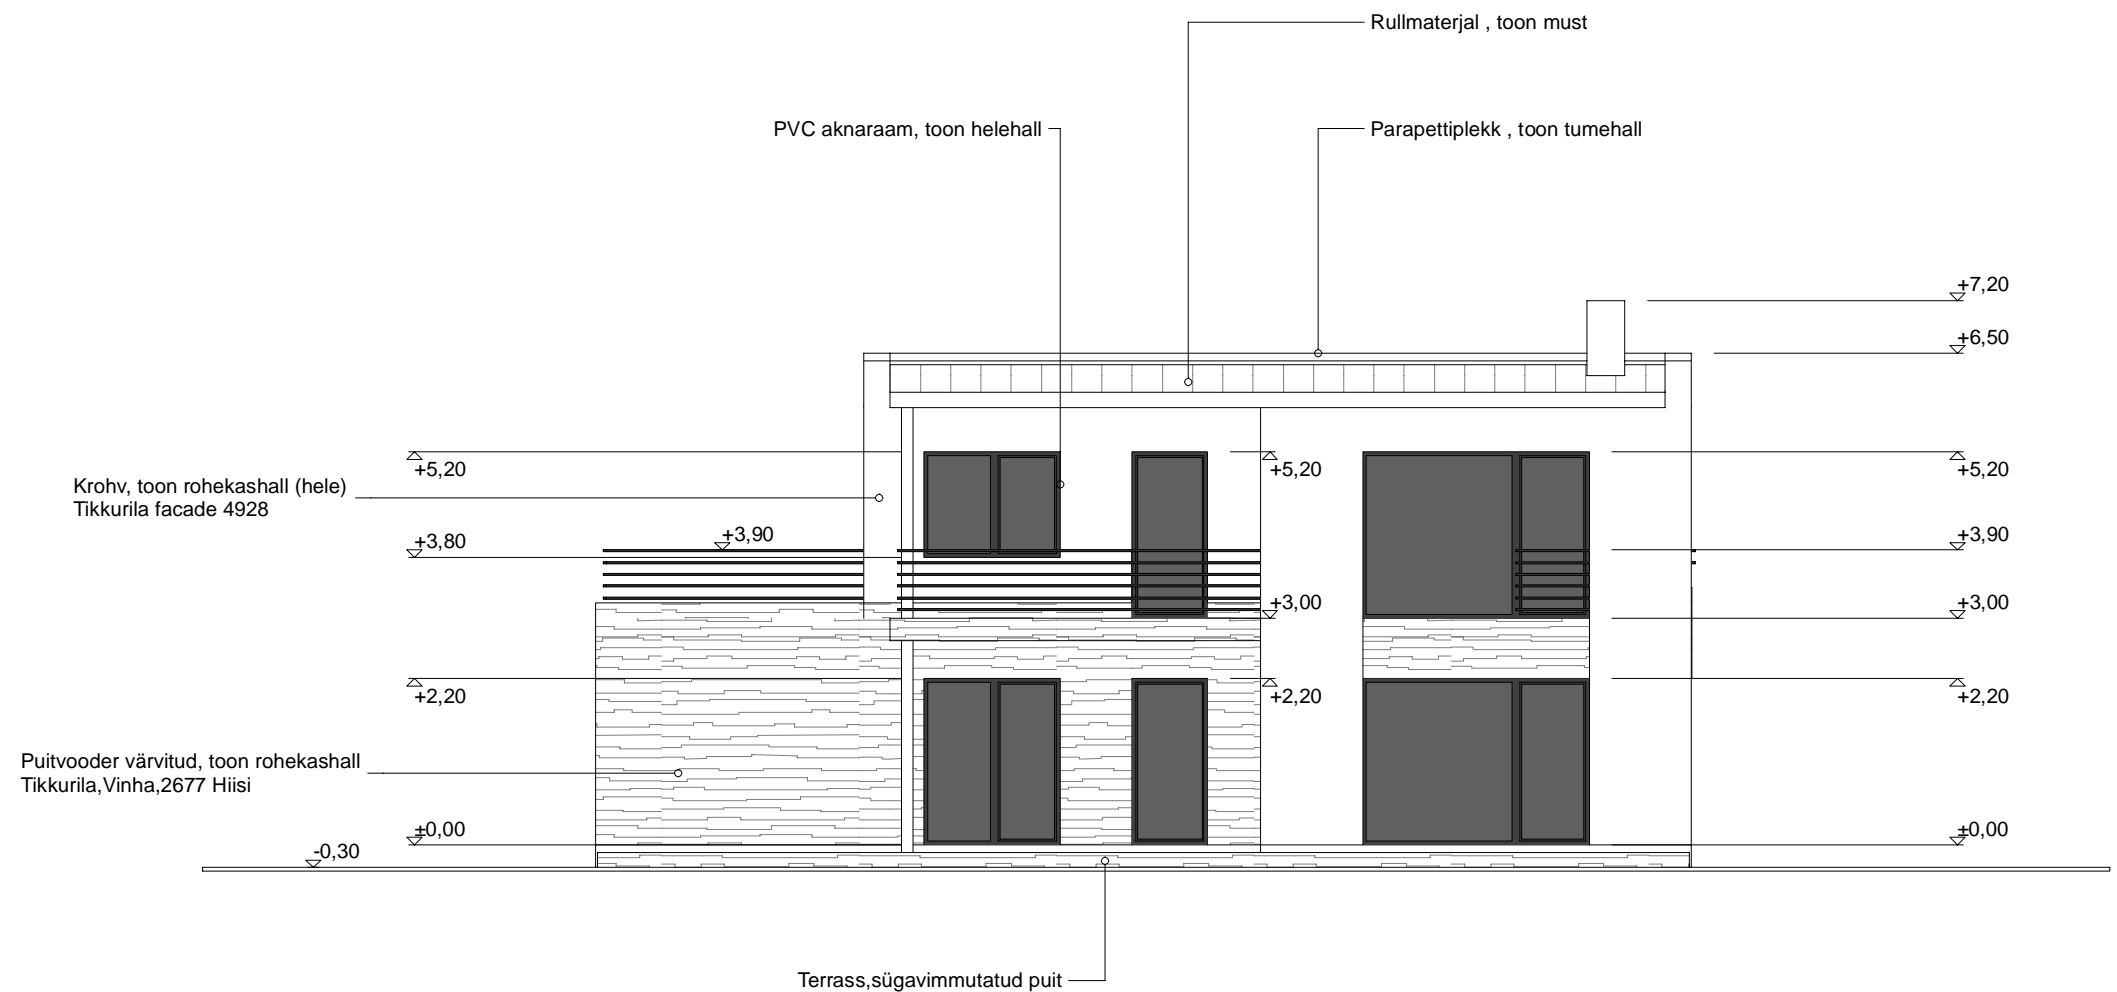 Rullmaterjal , toon must
PVC aknaraam, toon helehall
Parapettiplekk , toon tumehall
+7,20
+6,50
+5,20
+5,20
+5,20
Krohv, toon rohekashall (hele)
Tikkurila facade 4928
+3,80
+3,90
+3,90
+3,00
+3,00
+2,20
+2,20
+2,20
Puitvooder värvitud, toon rohekashall
Tikkurila,Vinha,2677 Hiisi
±0,00
±0,00
-0,30
Terrass,sügavimmutatud puit